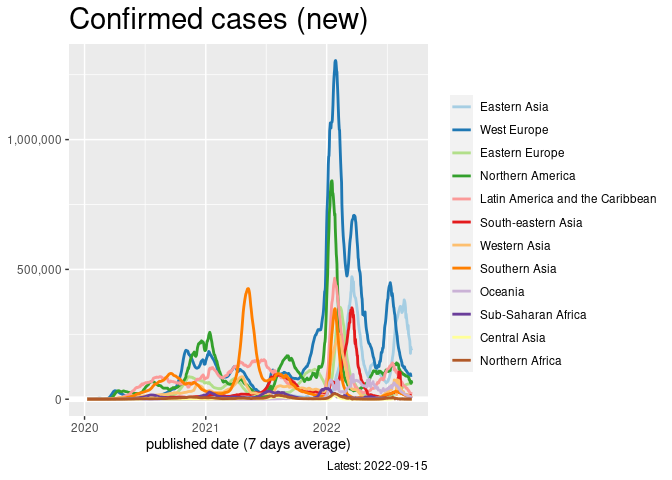 Confirmed cases (new)
1,000,000
500,000
0
2020
2021
2022
published date (7 days average)
Latest: 2022-09-15
Eastern Asia
West Europe
Eastern Europe
Northern America
Latin America and the Caribbean
South-eastern Asia
Western Asia
Southern Asia
Oceania
Sub-Saharan Africa
Central Asia
Northern Africa